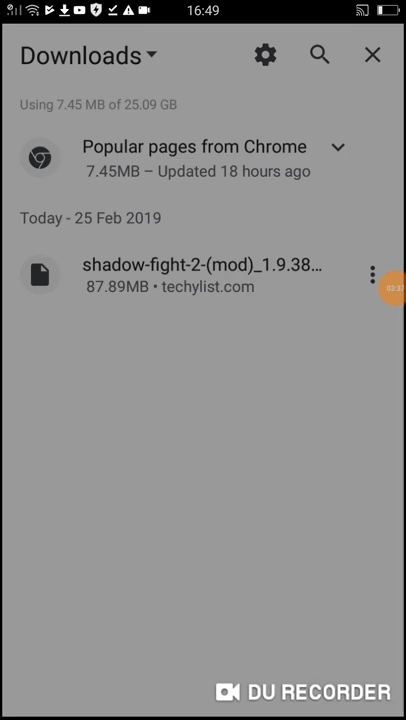 16:49
Downloads
Using 7.45 MB of 25.09 GB
Popular pages from Chrome
7.45MB – Updated 18 hours ago
Today - 25 Feb 2019
shadow-fight-2-(mod)_1.9.38...
87.89MB • techylist.com
03:37
DU RECORDER